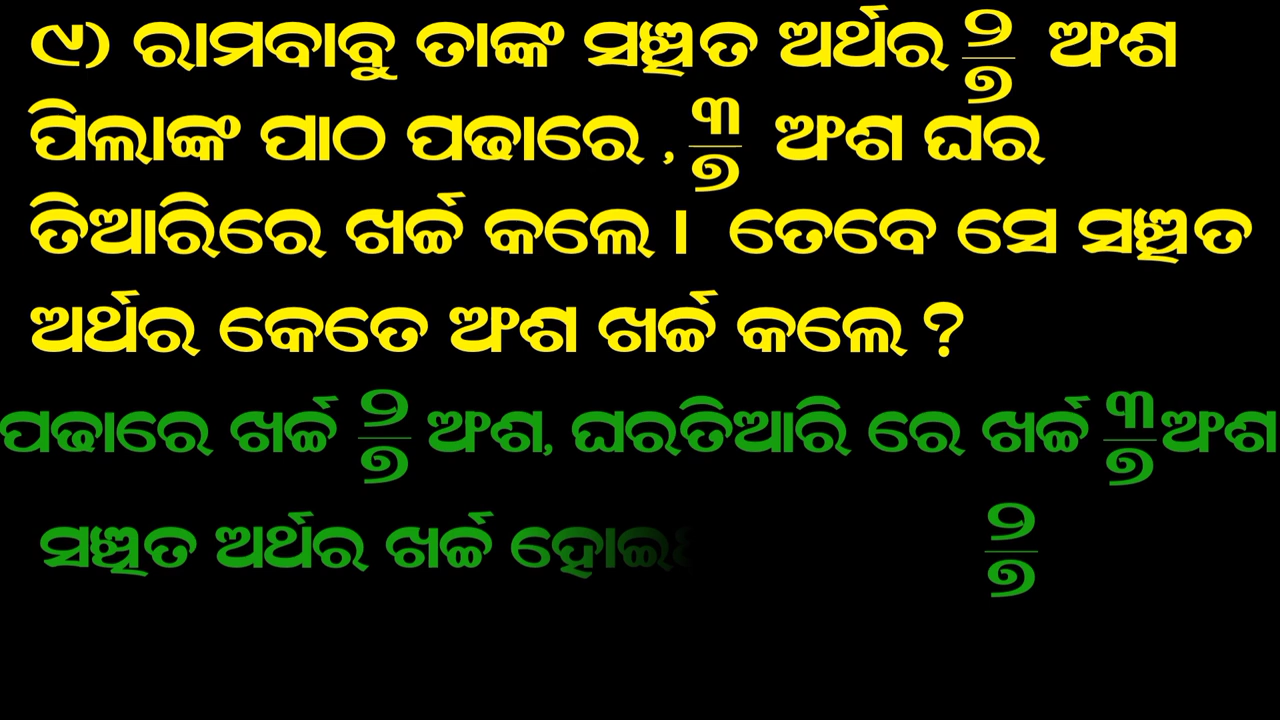 ୯) ରାମବାବୁ ତାଙ୍କ ସଞ୍ଚିତ ଅର୍ଥର ୨/୭ ଅଂଶ
ପିଲାଙ୍କ ପାଠ ପଢାରେ , ୩/୭ ଅଂଶ ଘର
ତିଆରିରେ ଖର୍ଚ୍ଚ କଲେ । ତେବେ ସେ ସଞ୍ଚିତ
ଅର୍ଥର କେତେ ଅଂଶ ଖର୍ଚ୍ଚ କଲେ ?
ପଢାରେ ଖର୍ଚ୍ଚ ୨/୭ ଅଂଶ, ଘରତିଆରି ରେ ଖର୍ଚ୍ଚ ୩/୭ ଅଂଶ
ସଞ୍ଚିତ ଅର୍ଥର ଖର୍ଚ୍ଚ ୨/୭